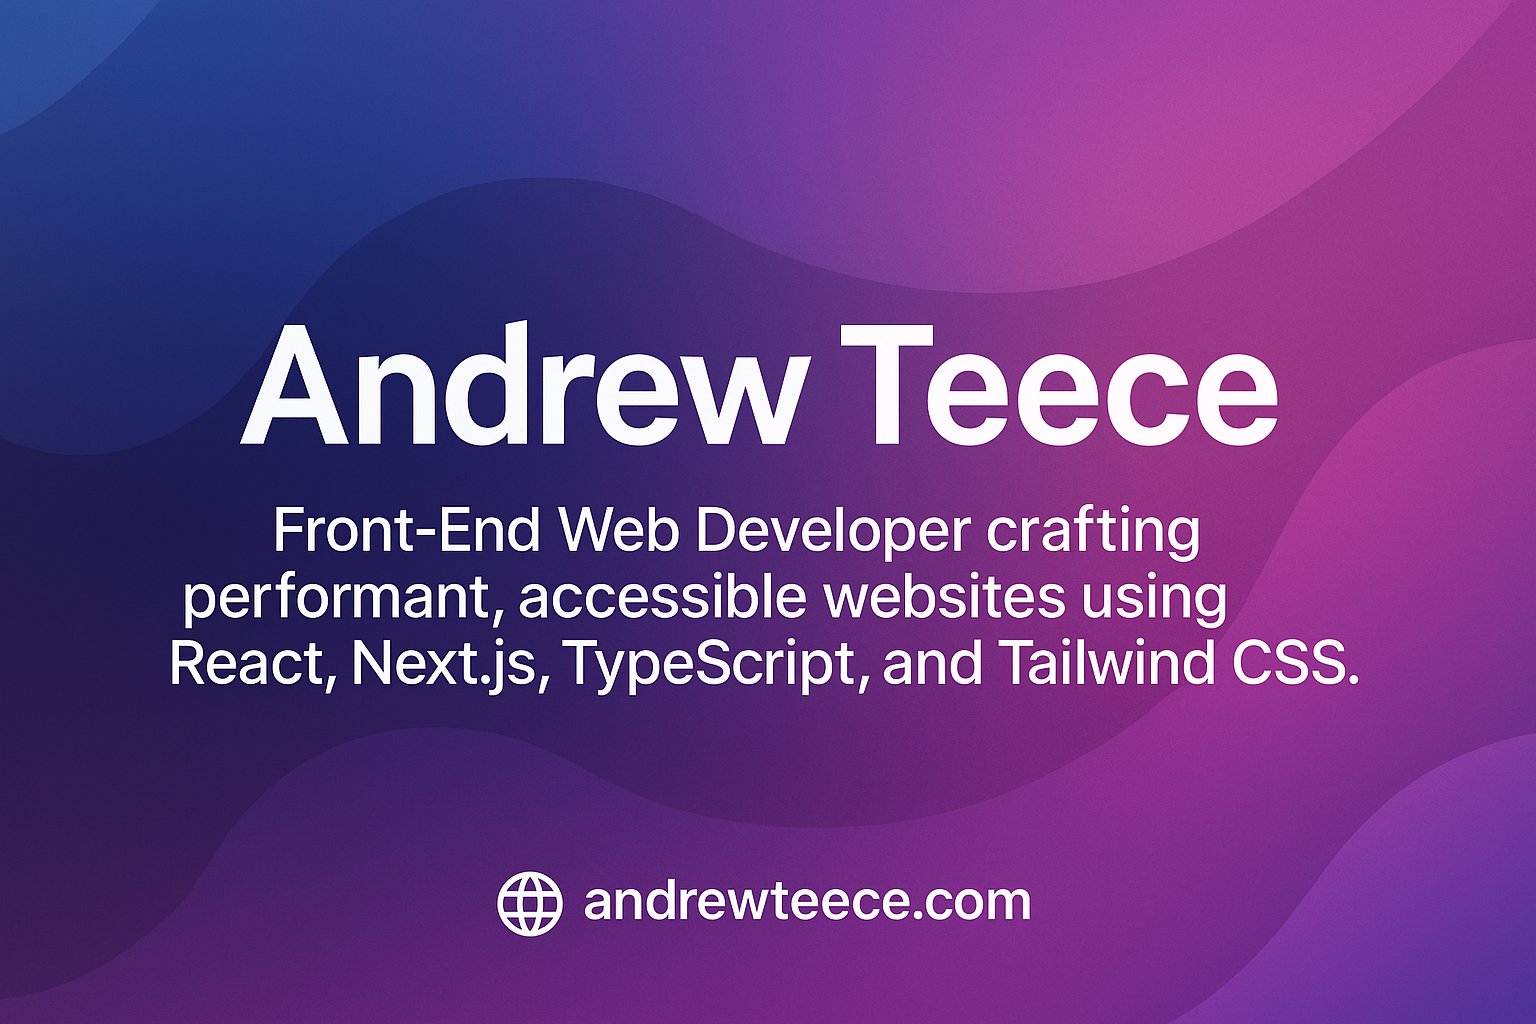 Andrew Teece
Front-End Web Developer crafting
performant, accessible websites using
React, Next.js, TypeScript, and Tailwind CSS.
andrewteece.com